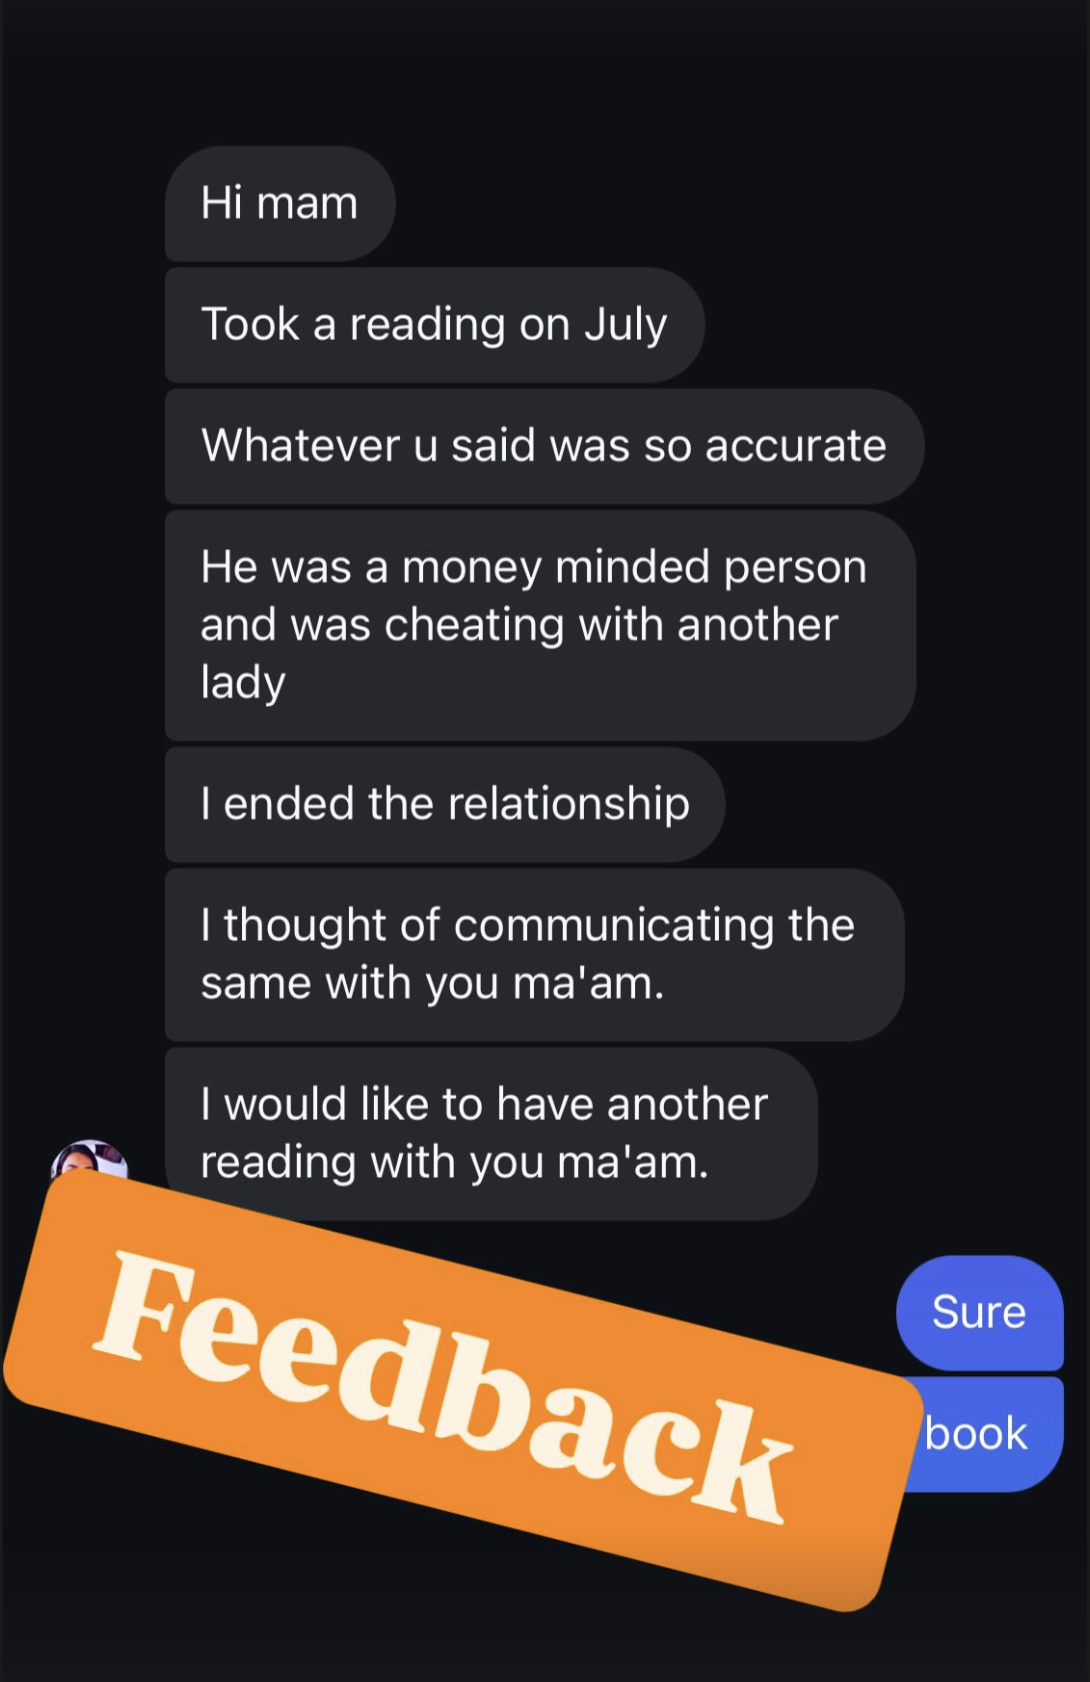 Hi mam
Took a reading on July
Whatever u said was so accurate
He was a money minded person
and was cheating with another
lady
I ended the relationship
I thought of communicating the
same with you ma'am.
I would like to have another
reading with you ma'am.
Sure
book
Feedback